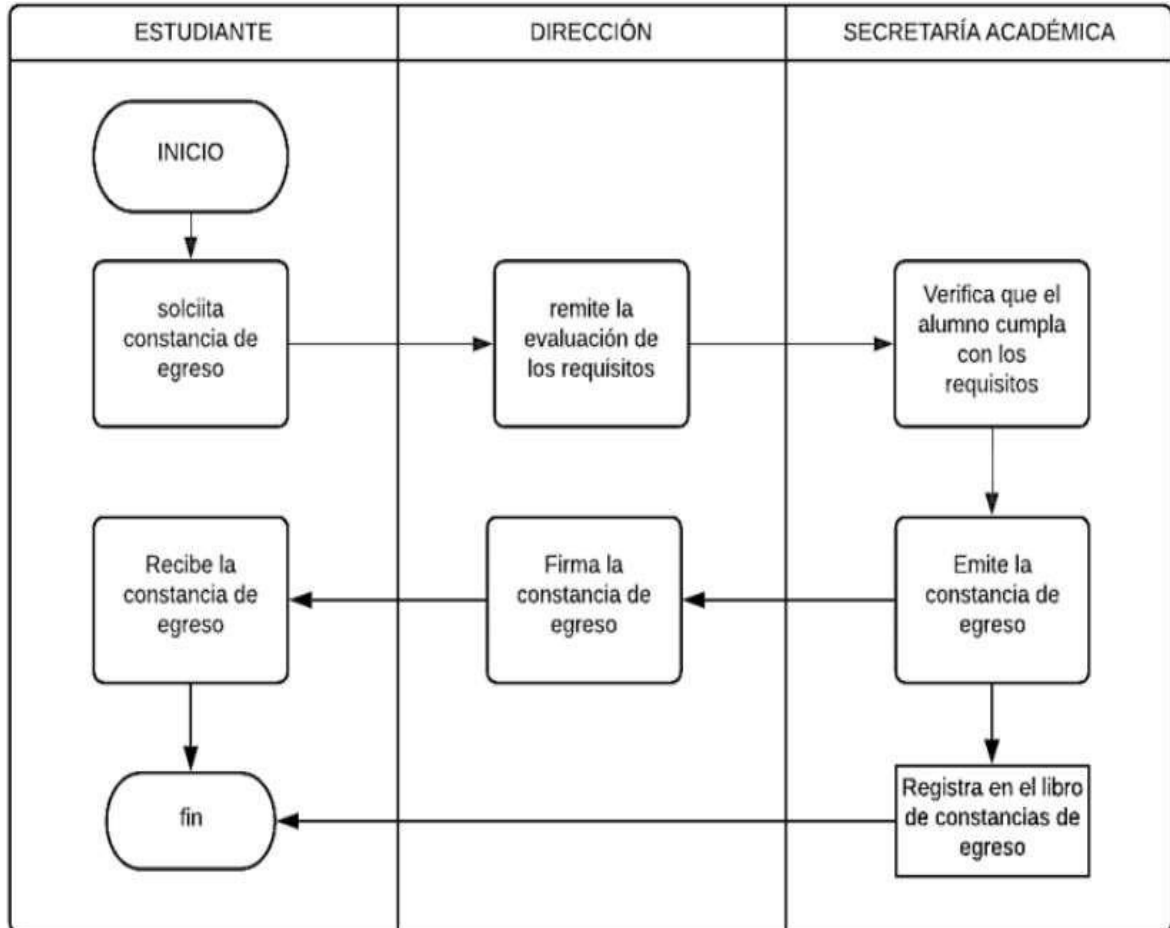 ESTUDIANTE
DIRECCIÓN
SECRETARÍA ACADÉMICA
INICIO
solciita
constancia de
egreso
remite la
evaluación de
los requisitos
Verifica que el
alumno cumpla
con los
requisitos
Recibe la
constancia de
egreso
Firma la
constancia de
egreso
Emite la
constancia de
egreso
fin
Registra en el libro
de constancias de
egreso